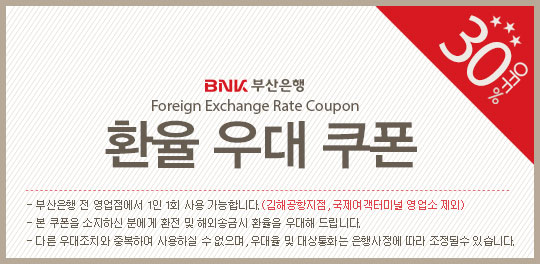 30%
OFF
BNK 부산은행
Foreign Exchange Rate Coupon
환율 우대 쿠폰
- 부산은행 전 영업점에서 1인 1회 사용 가능합니다.(김해공항지점, 국제여객터미널 영업소 제외)
- 본 쿠폰을 소지하신 분에게 환전 및 해외송금시 환율을 우대해 드립니다.
- 다른 우대조치와 중복하여 사용하실 수 없으며, 우대율 및 대상통화는 은행사정에 따라 조정될수 있습니다.